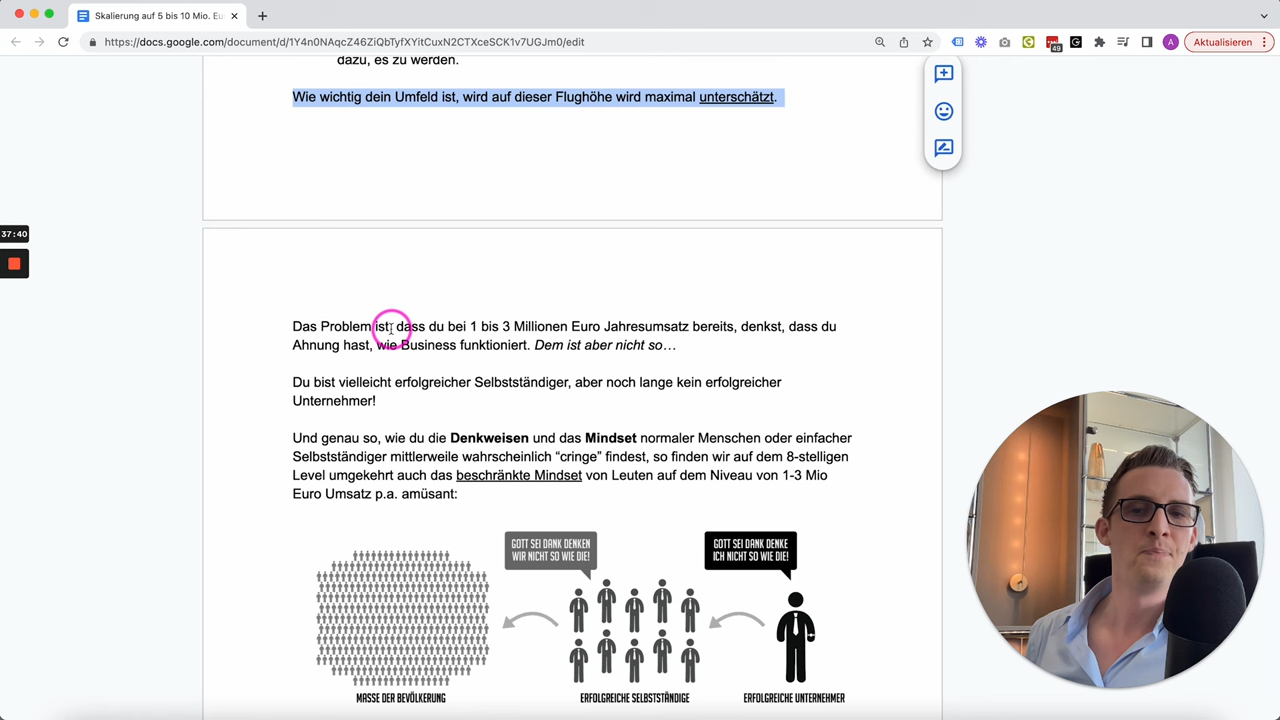 Skalierung auf 5 bis 10 Mio. Eu
https://docs.google.com/document/d/1Y4n0NAqcZ46ZiQbTyfXYitCuxN2CTXceSCK1v7UGJm0/edit
49
A
Aktualisieren
dazu, es zu werden.
Wie wichtig dein Umfeld ist, wird auf dieser Flughöhe wird maximal unterschätzt.
37:40
Das Problem ist, dass du bei 1 bis 3 Millionen Euro Jahresumsatz bereits, denkst, dass du
Ahnung hast, wie Business funktioniert. Dem ist aber nicht so…
Du bist vielleicht erfolgreicher Selbstständiger, aber noch lange kein erfolgreicher
Unternehmer!
Und genau so, wie du die Denkweisen und das Mindset normaler Menschen oder einfacher
Selbstständiger mittlerweile wahrscheinlich “cringe” findest, so finden wir auf dem 8-stelligen
Level umgekehrt auch das beschränkte Mindset von Leuten auf dem Niveau von 1-3 Mio
Euro Umsatz p.a. amüsant:
GOTT SEI DANK DENKEN
WIR NICHT SO WIE DIE!
GOTT SEI DANK DENKE
ICH NICHT SO WIE DIE!
MASSE DER BEVÖLKERUNG
ERFOLGREICHE SELBSTSTÄNDIGE
ERFOLGREICHE UNTERNEHMER